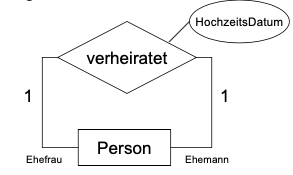 HochzeitsDatum
verheiratet
1
1
Person
Ehefrau
Ehemann